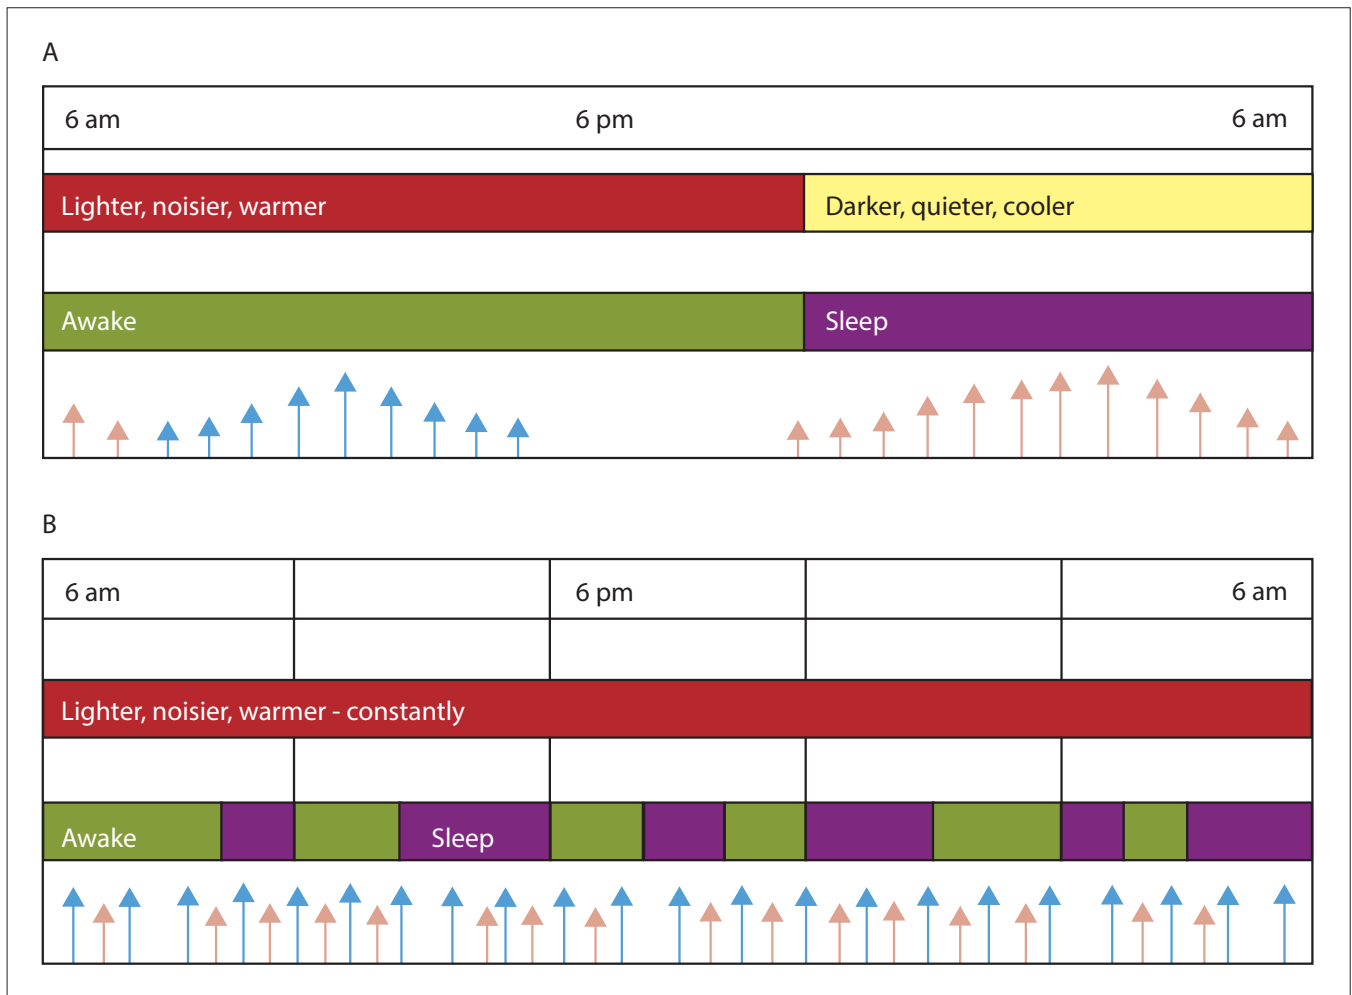 A
6 am 6 pm 6 am
Lighter, noisier, warmer Darker, quieter, cooler
Awake Sleep
B
6 am 6 pm 6 am
Lighter, noisier, warmer - constantly
Awake Sleep